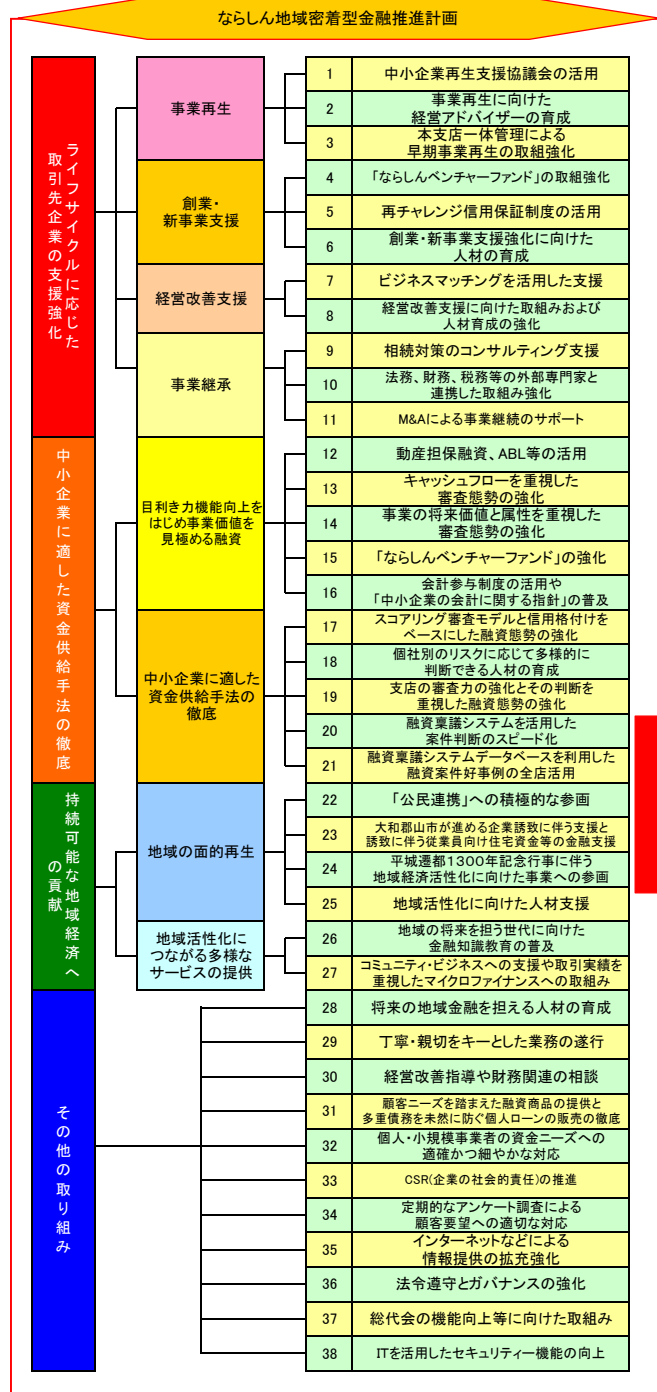 ならしん地域密着型金融推進計画
ライフサイクルに応じた
取引先企業の支援強化
事業再生
1
中小企業再生支援協議会の活用
2
事業再生に向けた
経営アドバイザーの育成
3
本支店一体管理による
早期事業再生の取組強化
創業・
新事業支援
4
「ならしんベンチャーファンド」の取組強化
5
再チャレンジ信用保証制度の活用
6
創業・新事業支援強化に向けた
人材の育成
経営改善支援
7
ビジネスマッチングを活用した支援
8
経営改善支援に向けた取組みおよび
人材育成の強化
事業継承
9
相続対策のコンサルティング支援
10
法務、財務、税務等の外部専門家と
連携した取組み強化
11
M&Aによる事業継続のサポート
中小企業に適した資金供給手法の徹底
目利き力機能向上を
はじめ事業価値を
見極める融資
12
動産担保融資、ABL等の活用
13
キャッシュフローを重視した
審査態勢の強化
14
事業の将来価値と属性を重視した
審査態勢の強化
15
「ならしんベンチャーファンド」の強化
16
会計参与制度の活用や
「中小企業の会計に関する指針」の普及
中小企業に適した
資金供給手法の
徹底
17
スコアリング審査モデルと信用格付けを
ベースにした融資態勢の強化
18
個社別のリスクに応じて多様的に
判断できる人材の育成
19
支店の審査力の強化とその判断を
重視した融資態勢の強化
20
融資稟議システムを活用した
案件判断のスピード化
21
融資稟議システムデータベースを利用した
融資案件好事例の全店活用
持続可能な地域経済へ
の貢献
地域の面的再生
22
「公民連携」への積極的な参画
23
大和郡山市が進める企業誘致に伴う支援と
誘致に伴う従業員向け住宅資金等の金融支援
24
平城遷都1300年記念行事に伴う
地域経済活性化に向けた事業への参画
25
地域活性化に向けた人材支援
地域活性化に
つながる多様な
サービスの提供
26
地域の将来を担う世代に向けた
金融知識教育の普及
27
コミュニティ・ビジネスへの支援や取引実績を
重視したマイクロファイナンスへの取組み
その他の取り組み
28
将来の地域金融を担える人材の育成
29
丁寧・親切をキーとした業務の遂行
30
経営改善指導や財務関連の相談
31
顧客ニーズを踏まえた融資商品の提供と
多重債務を未然に防ぐ個人ローンの販売の徹底
32
個人・小規模事業者の資金ニーズへの
適確かつ細やかな対応
33
CSR(企業の社会的責任)の推進
34
定期的なアンケート調査による
顧客要望への適切な対応
35
インターネットなどによる
情報提供の拡充強化
36
法令遵守とガバナンスの強化
37
総代会の機能向上等に向けた取組み
38
ITを活用したセキュリティー機能の向上